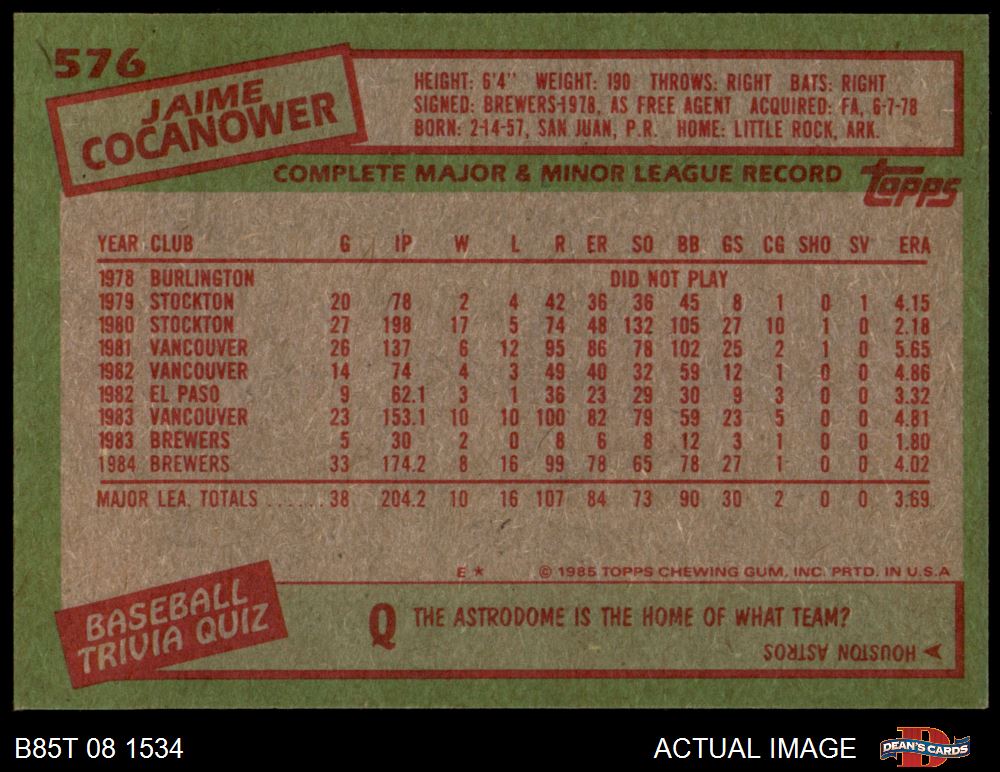 576
JAIME
COCANOWER
HEIGHT: 6'4" WEIGHT: 190 THROWS: RIGHT BATS: RIGHT
SIGNED: BREWERS-1978, AS FREE AGENT ACQUIRED: FA, 6-7-78
BORN: 2-14-57, SAN JUAN, P.R. HOME: LITTLE ROCK, ARK.
COMPLETE MAJOR & MINOR LEAGUE RECORD
TOPPS
YEAR CLUB G IP W L R ER SO BB GS CG SHO SV ERA
1978 BURLINGTON DID NOT PLAY
1979 STOCKTON 20 78 2 4 42 36 36 45 8 1 0 1 4.15
1980 STOCKTON 27 198 17 5 74 48 132 105 27 10 1 0 2.18
1981 VANCOUVER 26 137 6 12 95 86 78 102 25 2 1 0 5.65
1982 VANCOUVER 14 74 4 3 49 40 32 59 12 1 0 0 4.86
1982 EL PASO 9 62.1 3 1 36 23 29 30 9 3 0 0 3.32
1983 VANCOUVER 23 153.1 10 10 100 82 79 59 23 5 0 0 4.81
1983 BREWERS 5 30 2 0 8 6 8 12 3 1 0 0 1.80
1984 BREWERS 33 174.2 8 16 99 78 65 78 27 1 0 0 4.02
MAJOR LEA. TOTALS ...... 38 204.2 10 16 107 84 73 90 30 2 0 0 3.69
E * © 1985 TOPPS CHEWING GUM, INC. PRTD. IN U.S.A
BASEBALL
TRIVIA QUIZ
Q THE ASTRODOME IS THE HOME OF WHAT TEAM?
HOUSTON ASTROS
B85T 08 1534
ACTUAL IMAGE
D
DEAN'S CARDS